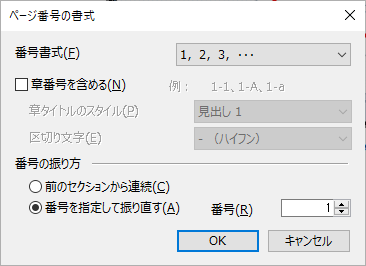 ページ番号の書式
番号書式(F) 1, 2, 3, ･･･
章番号を含める(N) 例： 1-1、1-A、1-a
章タイトルのスタイル(P) 見出し 1
区切り文字(E) - （ハイフン）
番号の振り方
前のセクションから連続(C)
番号を指定して振り直す(A) 番号(R) 1
OK キャンセル